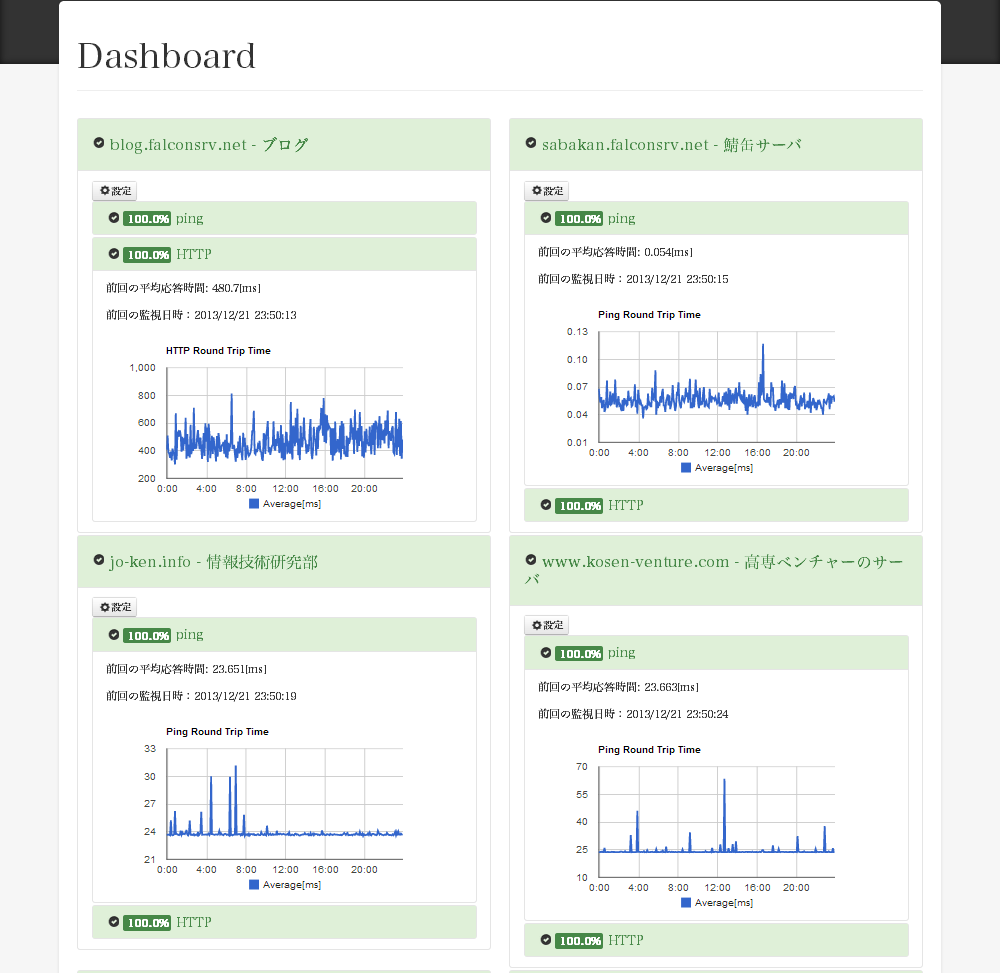 Dashboard
blog.falconsrv.net - ブログ
設定
100.0% ping
100.0% HTTP
前回の平均応答時間: 480.7[ms]
前回の監視日時：2013/12/21 23:50:13
HTTP Round Trip Time
1,000
800
600
400
200
0:00 4:00 8:00 12:00 16:00 20:00
Average[ms]
sabakan.falconsrv.net - 鯖缶サーバ
設定
100.0% ping
前回の平均応答時間: 0.054[ms]
前回の監視日時：2013/12/21 23:50:15
Ping Round Trip Time
0.13
0.10
0.07
0.04
0.01
0:00 4:00 8:00 12:00 16:00 20:00
Average[ms]
100.0% HTTP
jo-ken.info - 情報技術研究部
設定
100.0% ping
前回の平均応答時間: 23.651[ms]
前回の監視日時：2013/12/21 23:50:19
Ping Round Trip Time
33
30
27
24
21
0:00 4:00 8:00 12:00 16:00 20:00
Average[ms]
100.0% HTTP
www.kosen-venture.com - 高専ベンチャーのサー
バ
設定
100.0% ping
前回の平均応答時間: 23.663[ms]
前回の監視日時：2013/12/21 23:50:24
Ping Round Trip Time
70
55
40
25
10
0:00 4:00 8:00 12:00 16:00 20:00
Average[ms]
100.0% HTTP